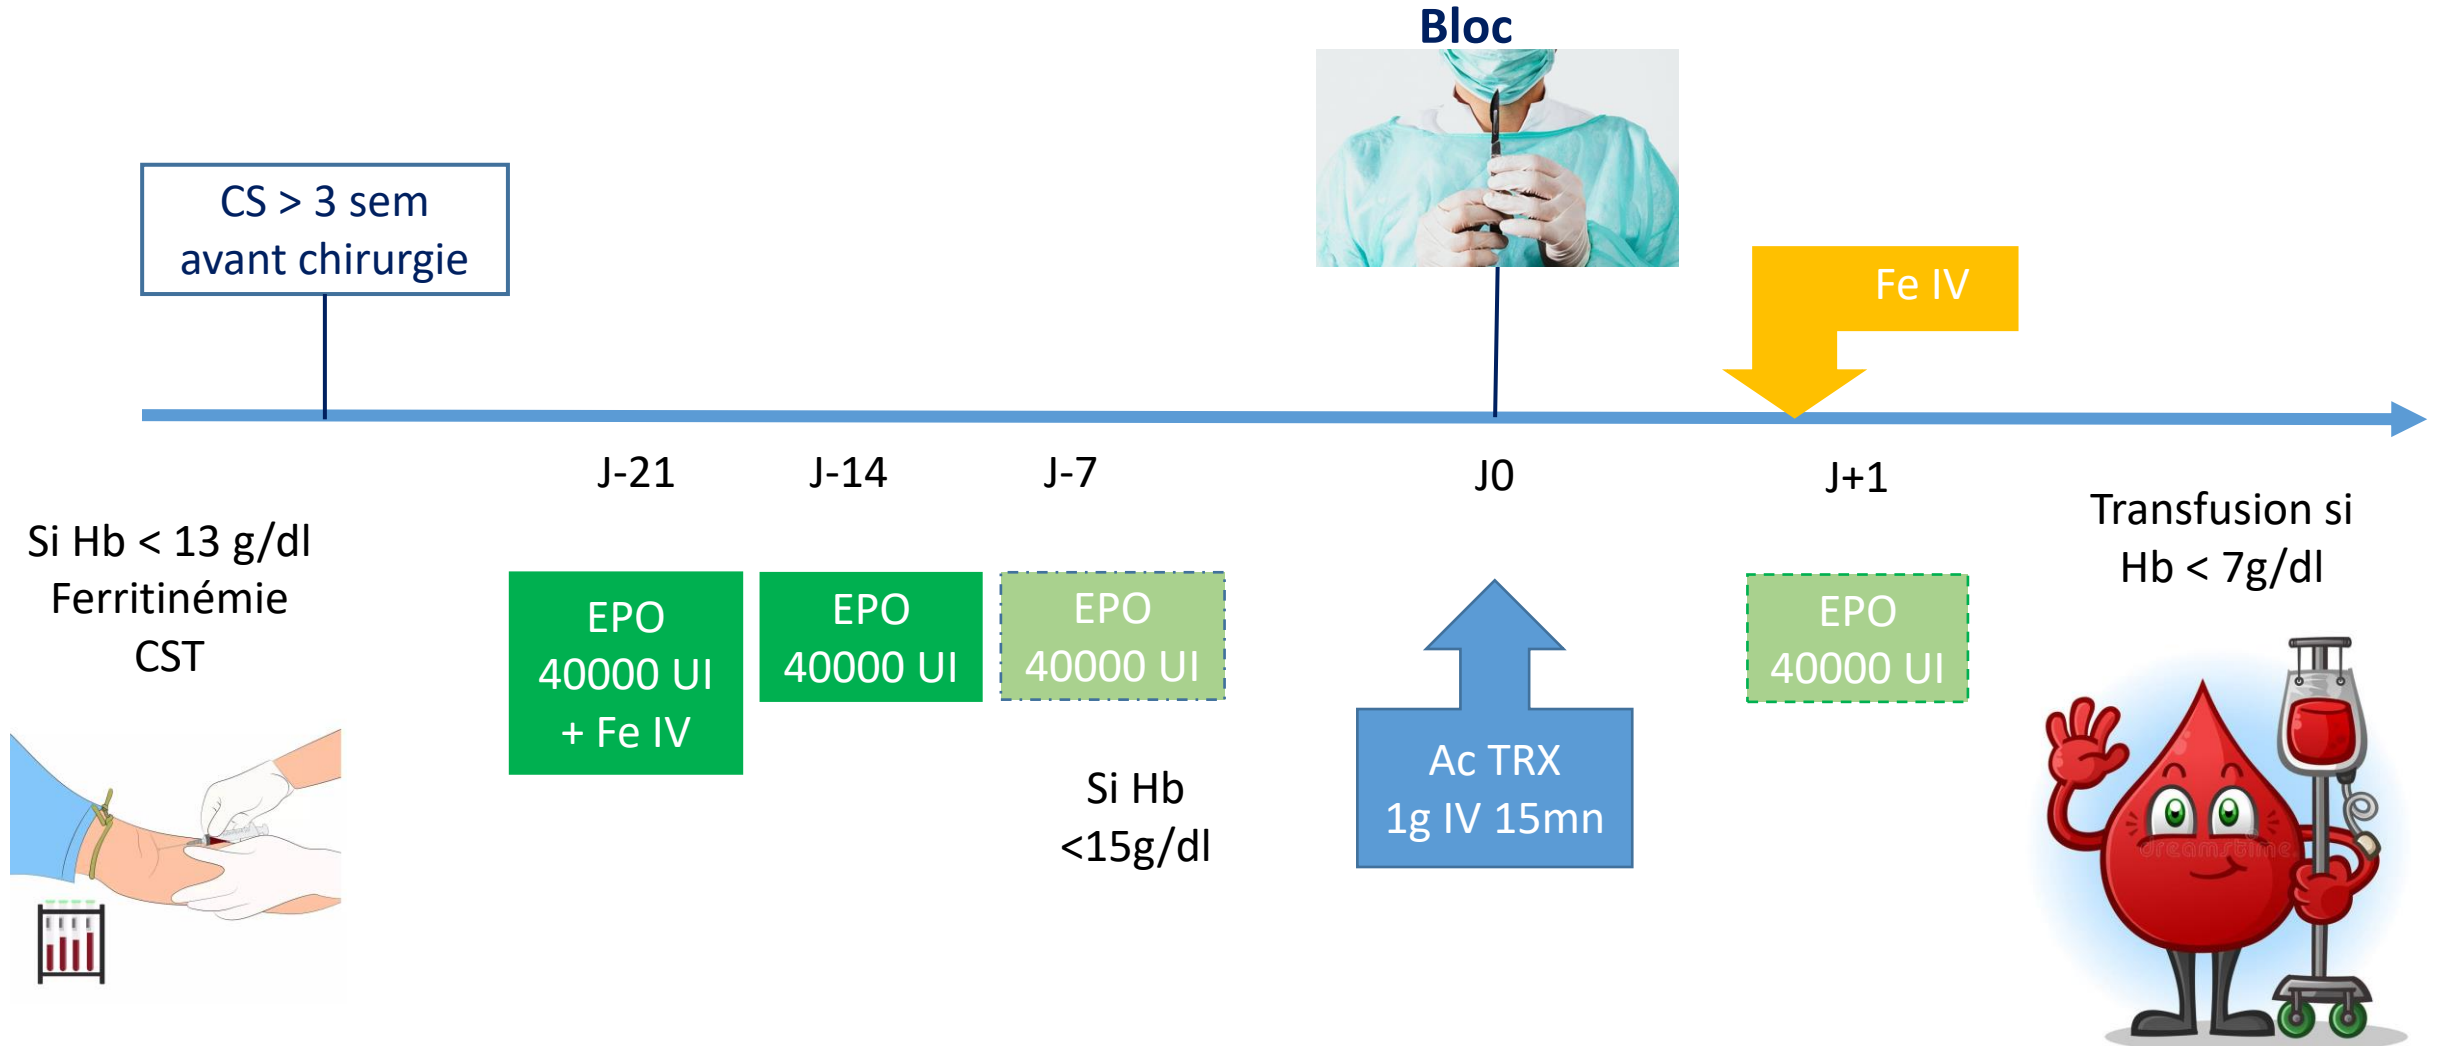 Bloc
CS > 3 sem
avant chirurgie
Fe IV
J-21
J-14
J-7
J0
J+1
Si Hb < 13 g/dl
Ferritinémie
CST
EPO
40000 UI
+ Fe IV
EPO
40000 UI
EPO
40000 UI
Si Hb
<15g/dl
Ac TRX
1g IV 15mn
EPO
40000 UI
Transfusion si
Hb < 7g/dl
dreamstime.